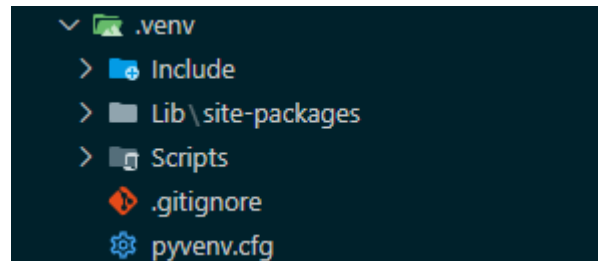 .venv
Include
Lib\site-packages
Scripts
.gitignore
pyvenv.cfg